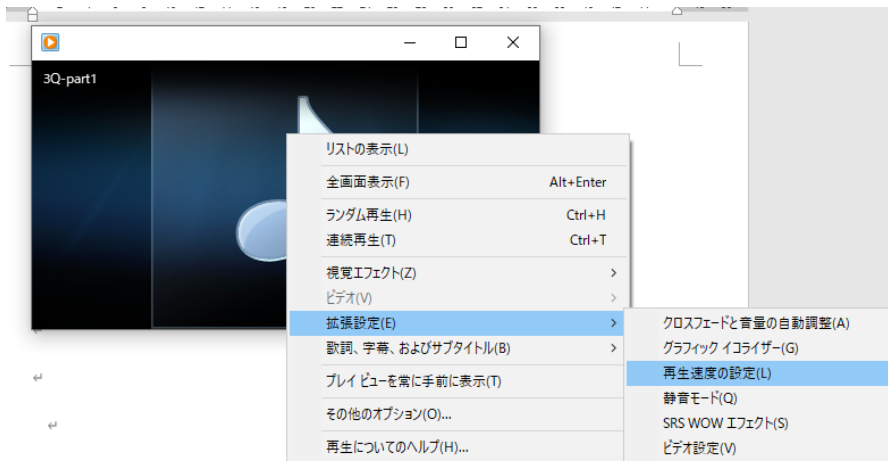 3Q-part1
リストの表示(L)
全画面表示(F) Alt+Enter
ランダム再生(H) Ctrl+H
連続再生(T) Ctrl+T
視覚エフェクト(Z)
ビデオ(V)
拡張設定(E)
歌詞、字幕、およびサブタイトル(B)
プレイ ビューを常に手前に表示(T)
その他のオプション(O)...
再生についてのヘルプ(H)...
クロスフェードと音量の自動調整(A)
グラフィック イコライザー(G)
再生速度の設定(L)
静音モード(Q)
SRS WOW エフェクト(S)
ビデオ設定(V)